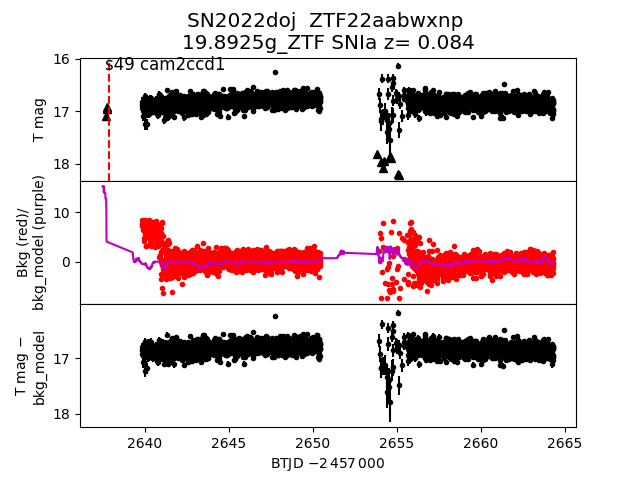 SN2022doj  ZTF22aabwxnp
19.8925g_ZTF SNIa z= 0.084
s49 cam2ccd1
16
17
18
T mag
10
0
Bkg (red)/
bkg_model (purple)
17
18
T mag −
bkg_model
2640 2645 2650 2655 2660 2665
BTJD −2 457 000